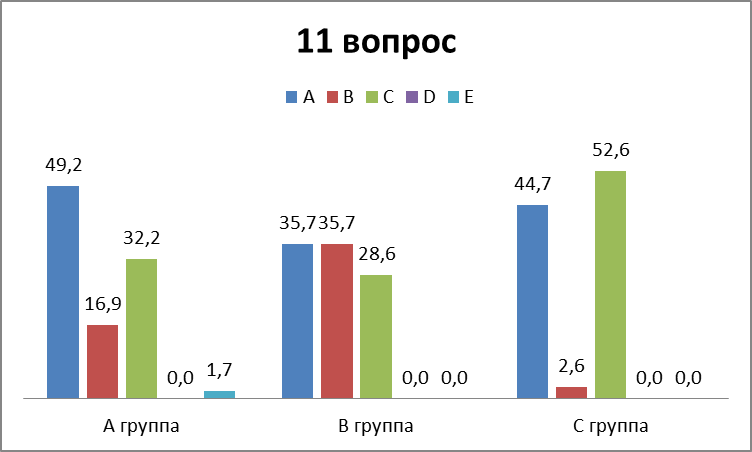 11 вопрос
A B C D E
49,2 16,9 32,2 0,0 1,7
35,7 35,7 28,6 0,0 0,0
44,7 2,6 52,6 0,0 0,0
А группа В группа С группа